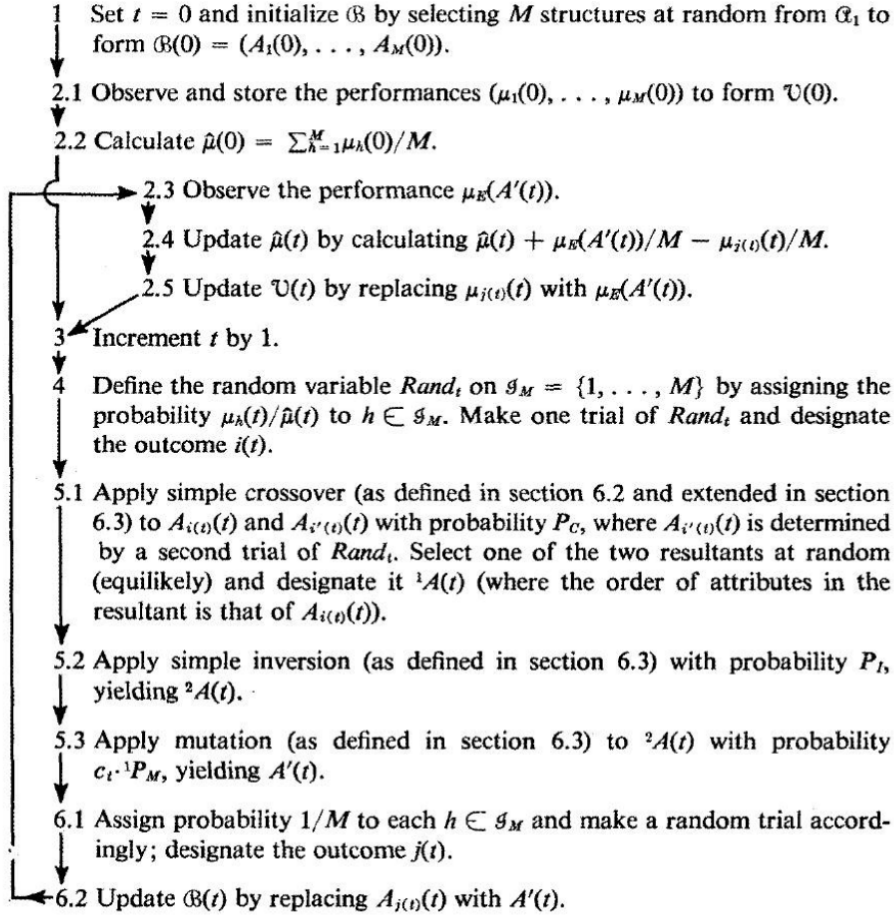 1 Set t = 0 and initialize ℬ by selecting M structures at random from 𝒜₁ to
form ℬ(0) = (A₁(0), . . . , A_M(0)).
2.1 Observe and store the performances (μ₁(0), . . . , μ_M(0)) to form 𝒱(0).
2.2 Calculate μ̂(0) = ∑ʰ₌₁ᴹ μₕ(0)/M.
2.3 Observe the performance μ_E(A′(t)).
2.4 Update μ̂(t) by calculating μ̂(t) + μ_E(A′(t))/M − μ_{j(t)}(t)/M.
2.5 Update 𝒱(t) by replacing μ_{j(t)}(t) with μ_E(A′(t)).
3 Increment t by 1.
4 Define the random variable Rand_t on 𝓘_M = {1, . . . , M} by assigning the
probability μₕ(t)/μ̂(t) to h ∈ 𝓘_M. Make one trial of Rand_t and designate
the outcome i(t).
5.1 Apply simple crossover (as defined in section 6.2 and extended in section
6.3) to A_{i(t)}(t) and A_{i′(t)}(t) with probability P_C, where A_{i′(t)}(t) is determined
by a second trial of Rand_t. Select one of the two resultants at random
(equilikely) and designate it ¹A(t) (where the order of attributes in the
resultant is that of A_{i(t)}(t)).
5.2 Apply simple inversion (as defined in section 6.3) with probability P_I,
yielding ²A(t).
5.3 Apply mutation (as defined in section 6.3) to ²A(t) with probability
c_t·¹P_M, yielding A′(t).
6.1 Assign probability 1/M to each h ∈ 𝓘_M and make a random trial accord-
ingly; designate the outcome j(t).
6.2 Update ℬ(t) by replacing A_{j(t)}(t) with A′(t).